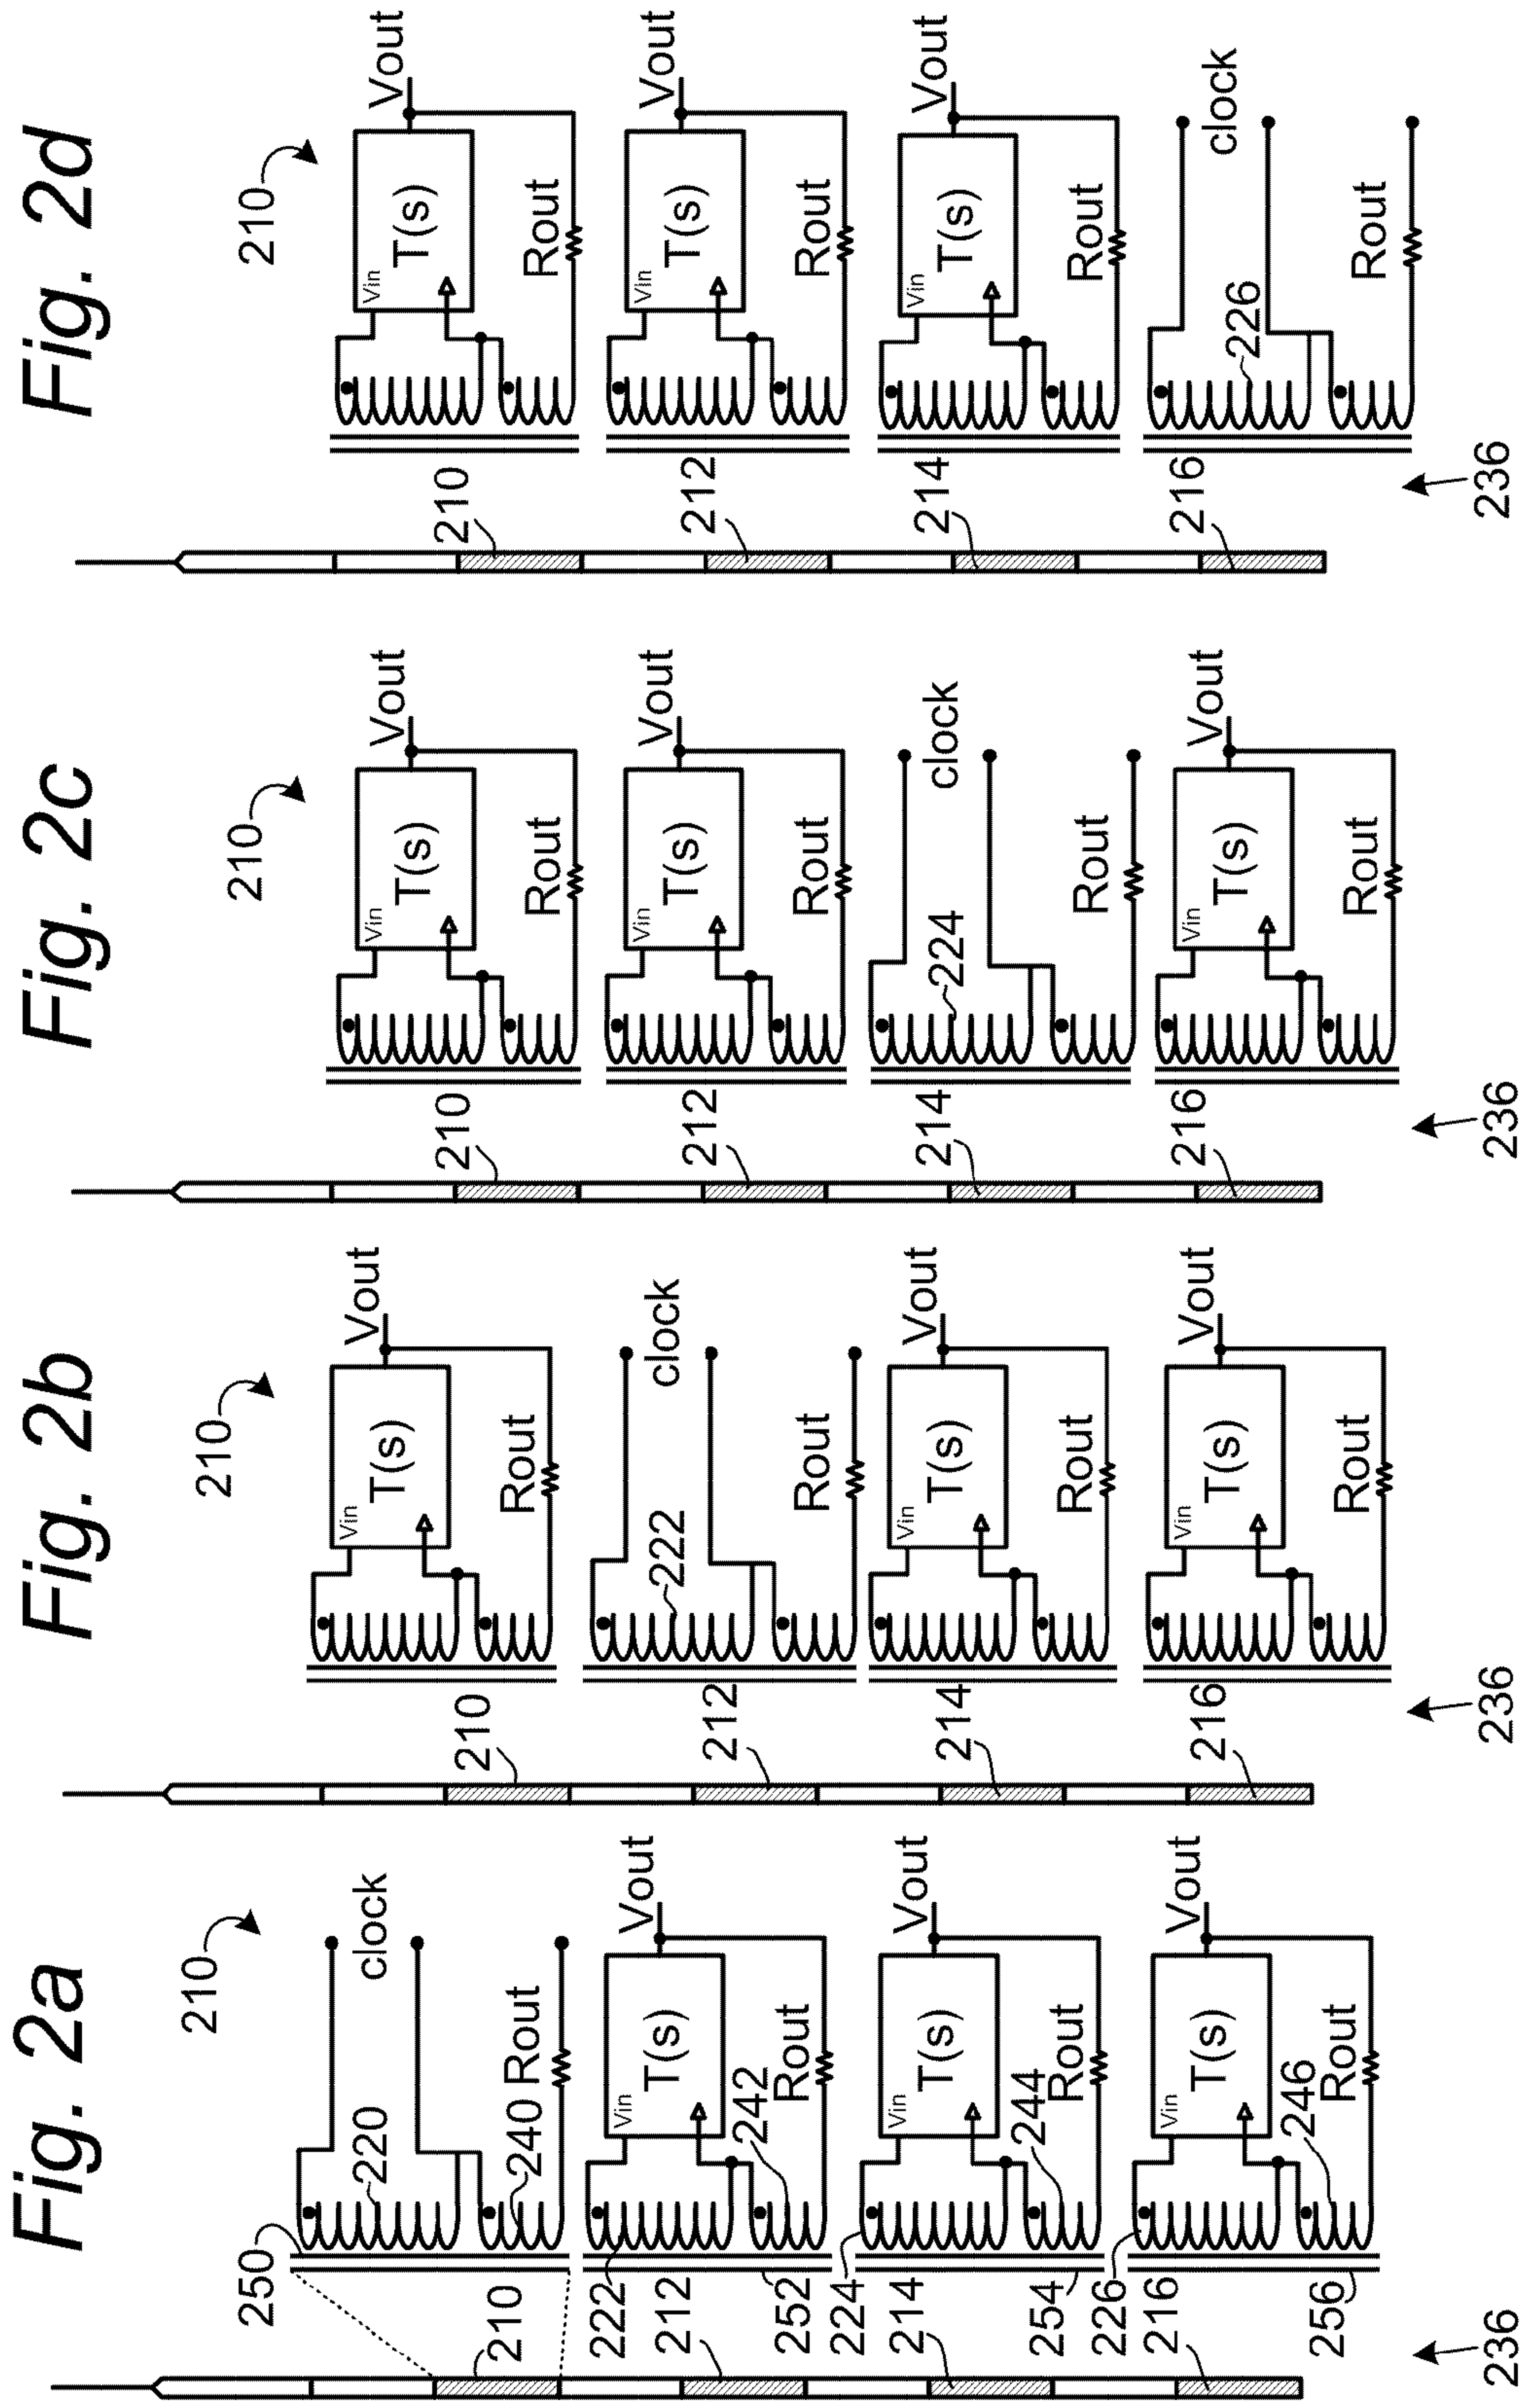 Fig. 2a
210
250
220
clock
240
Rout
210
222
212
252
Vin
T(s)
Vout
242
Rout
224
214
254
Vin
T(s)
Vout
244
Rout
226
216
256
Vin
T(s)
Vout
246
Rout
236
Fig. 2b
210
210
Vin
T(s)
Vout
Rout
212
222
clock
Rout
214
Vin
T(s)
Vout
Rout
216
Vin
T(s)
Vout
Rout
236
Fig. 2c
210
210
Vin
T(s)
Vout
Rout
212
Vin
T(s)
Vout
Rout
214
224
clock
Rout
216
Vin
T(s)
Vout
Rout
236
Fig. 2d
210
210
Vin
T(s)
Vout
Rout
212
Vin
T(s)
Vout
Rout
214
Vin
T(s)
Vout
Rout
216
226
clock
Rout
236